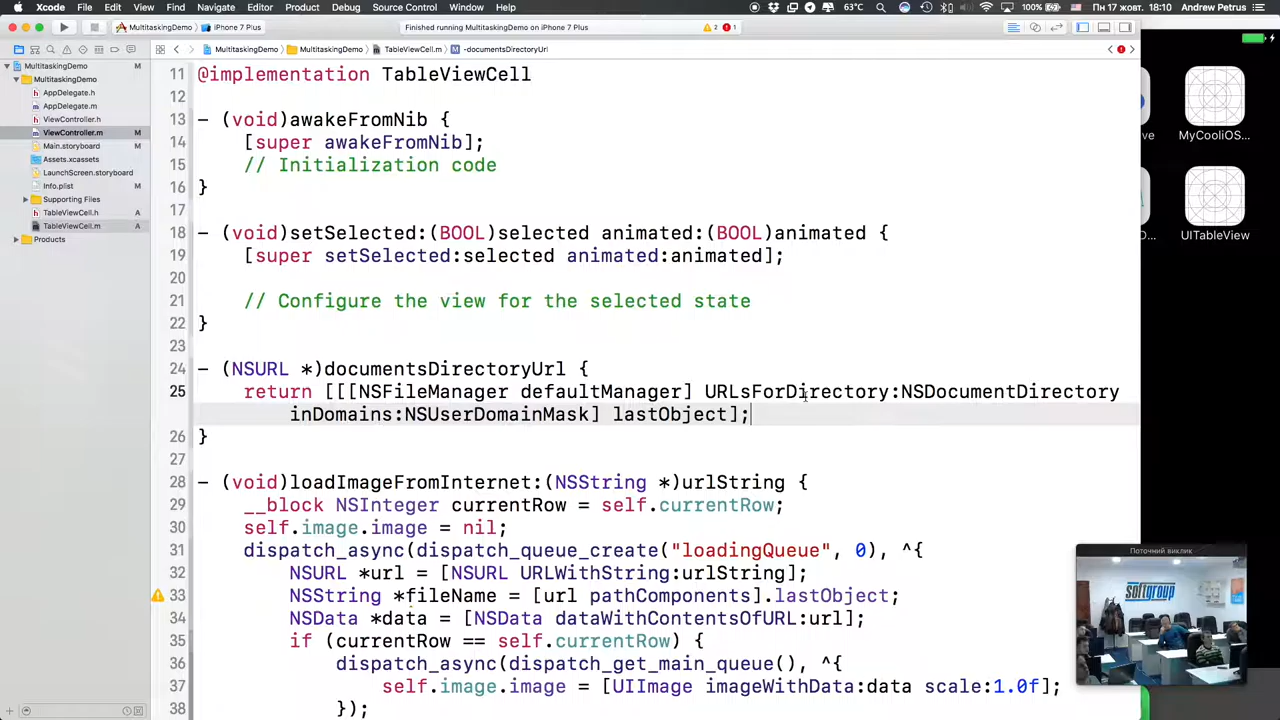 Xcode File Edit View Find Navigate Editor Product Debug Source Control Window Help 63°C 100% Пт 17 жовт. 18:10 Andrew Petrus
MultitaskingDemo iPhone 7 Plus Finished running MultitaskingDemo on iPhone 7 Plus 2 1
MultitaskingDemo MultitaskingDemo TableViewCell.m -documentsDirectoryUrl
MultitaskingDemo M
MultitaskingDemo
AppDelegate.h
AppDelegate.m
ViewController.h
ViewController.m M
Main.storyboard M
Assets.xcassets
LaunchScreen.storyboard
Info.plist M
Supporting Files
TableViewCell.h A
TableViewCell.m A
Products
11 @implementation TableViewCell
12
13 - (void)awakeFromNib {
14 [super awakeFromNib];
15 // Initialization code
16 }
17
18 - (void)setSelected:(BOOL)selected animated:(BOOL)animated {
19 [super setSelected:selected animated:animated];
20
21 // Configure the view for the selected state
22 }
23
24 - (NSURL *)documentsDirectoryUrl {
25 return [[[NSFileManager defaultManager] URLsForDirectory:NSDocumentDirectory
inDomains:NSUserDomainMask] lastObject];
26 }
27
28 - (void)loadImageFromInternet:(NSString *)urlString {
29 __block NSInteger currentRow = self.currentRow;
30 self.image.image = nil;
31 dispatch_async(dispatch_queue_create("loadingQueue", 0), ^{
32 NSURL *url = [NSURL URLWithString:urlString];
33 NSString *fileName = [url pathComponents].lastObject;
34 NSData *data = [NSData dataWithContentsOfURL:url];
35 if (currentRow == self.currentRow) {
36 dispatch_async(dispatch_get_main_queue(), ^{
37 self.image.image = [UIImage imageWithData:data scale:1.0f];
38 });
ve MyCooliOS...
D... UITableView
Поточний виклик
softgroup